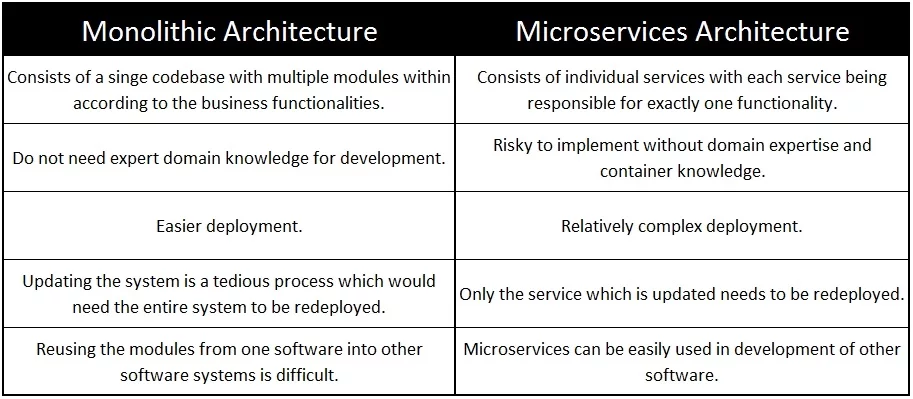 Monolithic Architecture
Microservices Architecture
Consists of a singe codebase with multiple modules within
according to the business functionalities.
Consists of individual services with each service being
responsible for exactly one functionality.
Do not need expert domain knowledge for development.
Risky to implement without domain expertise and
container knowledge.
Easier deployment.
Relatively complex deployment.
Updating the system is a tedious process which would
need the entire system to be redeployed.
Only the service which is updated needs to be redeployed.
Reusing the modules from one software into other
software systems is difficult.
Microservices can be easily used in development of other
software.